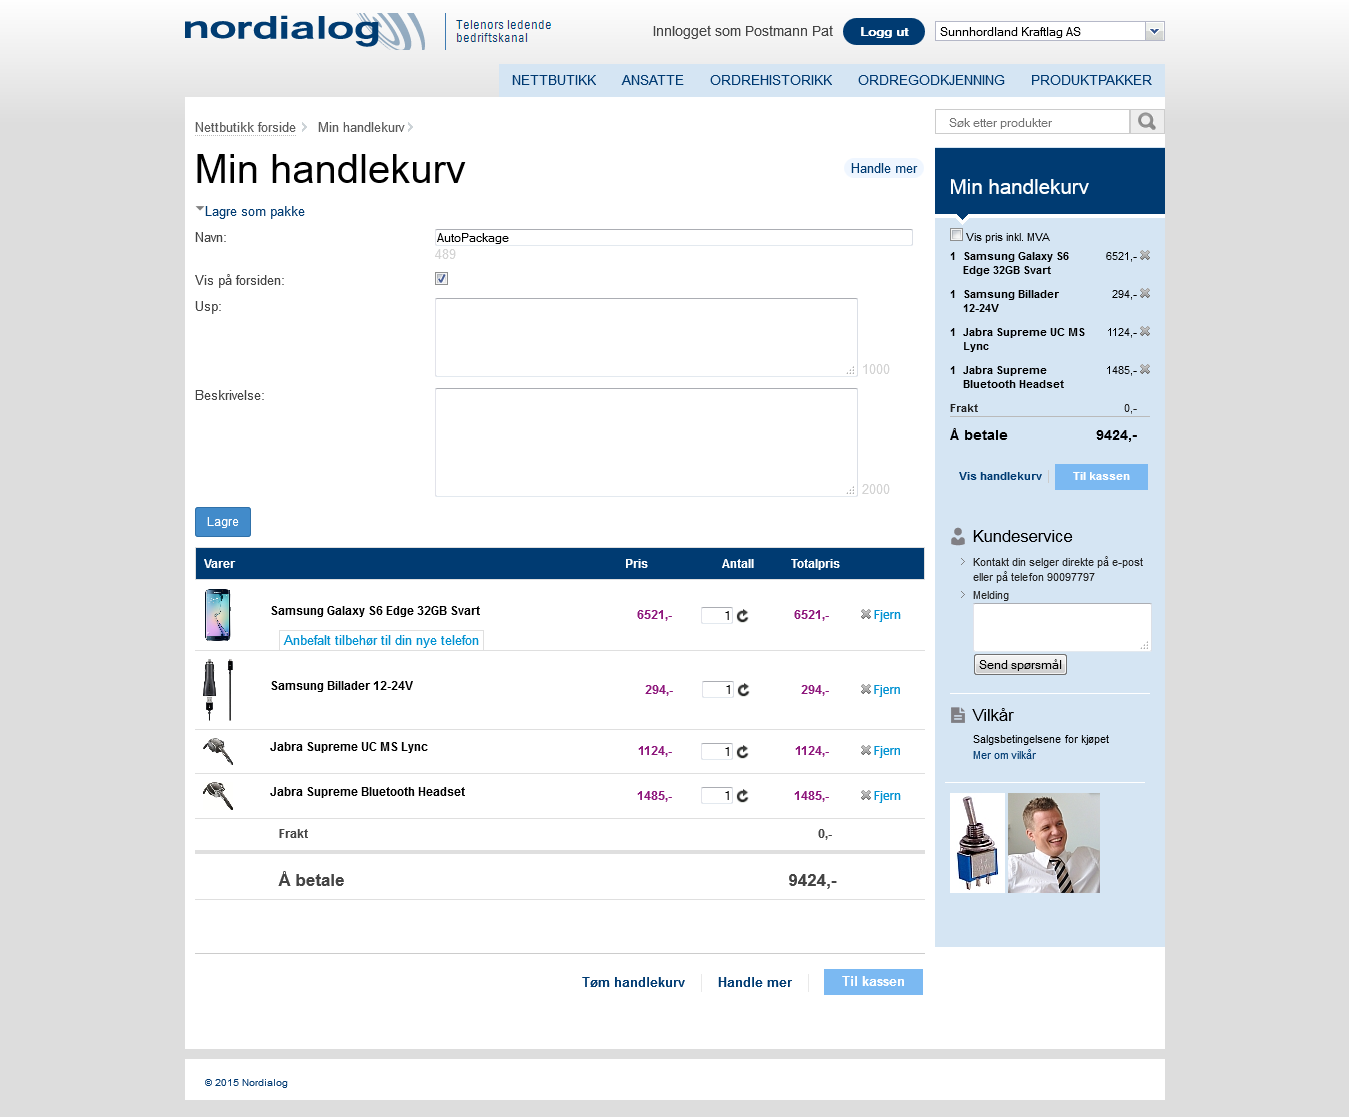 nordialog
Telenors ledende
bedriftskanal
Innlogget som Postmann Pat
Logg ut
Sunnhordland Kraftlag AS
NETTBUTIKK ANSATTE ORDREHISTORIKK ORDREGODKJENNING PRODUKTPAKKER
Nettbutikk forside Min handlekurv
Søk etter produkter
Min handlekurv
Handle mer
Lagre som pakke
Navn:
AutoPackage
489
Vis på forsiden:
Usp:
1000
Beskrivelse:
2000
Lagre
Varer Pris Antall Totalpris
Samsung Galaxy S6 Edge 32GB Svart 6521,- 1 6521,- Fjern
Anbefalt tilbehør til din nye telefon
Samsung Billader 12-24V 294,- 1 294,- Fjern
Jabra Supreme UC MS Lync 1124,- 1 1124,- Fjern
Jabra Supreme Bluetooth Headset 1485,- 1 1485,- Fjern
Frakt 0,-
Å betale 9424,-
Tøm handlekurv Handle mer Til kassen
Min handlekurv
Vis pris inkl. MVA
1 Samsung Galaxy S6 6521,-
Edge 32GB Svart
1 Samsung Billader 294,-
12-24V
1 Jabra Supreme UC MS 1124,-
Lync
1 Jabra Supreme 1485,-
Bluetooth Headset
Frakt 0,-
Å betale 9424,-
Vis handlekurv Til kassen
Kundeservice
Kontakt din selger direkte på e-post
eller på telefon 90097797
Melding
Send spørsmål
Vilkår
Salgsbetingelsene for kjøpet
Mer om vilkår
© 2015 Nordialog